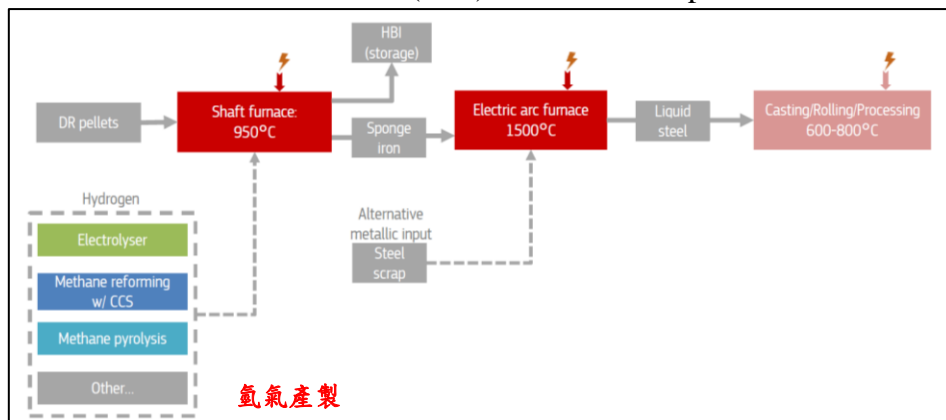 HBI
(storage)
DR pellets
Shaft furnace:
950°C
Sponge
iron
Electric arc furnace
1500°C
Liquid
steel
Casting/Rolling/Processing
600-800°C
Hydrogen
Electrolyser
Methane reforming
w/ CCS
Methane pyrolysis
Other...
Alternative
metallic input
Steel
scrap
氫氣產製